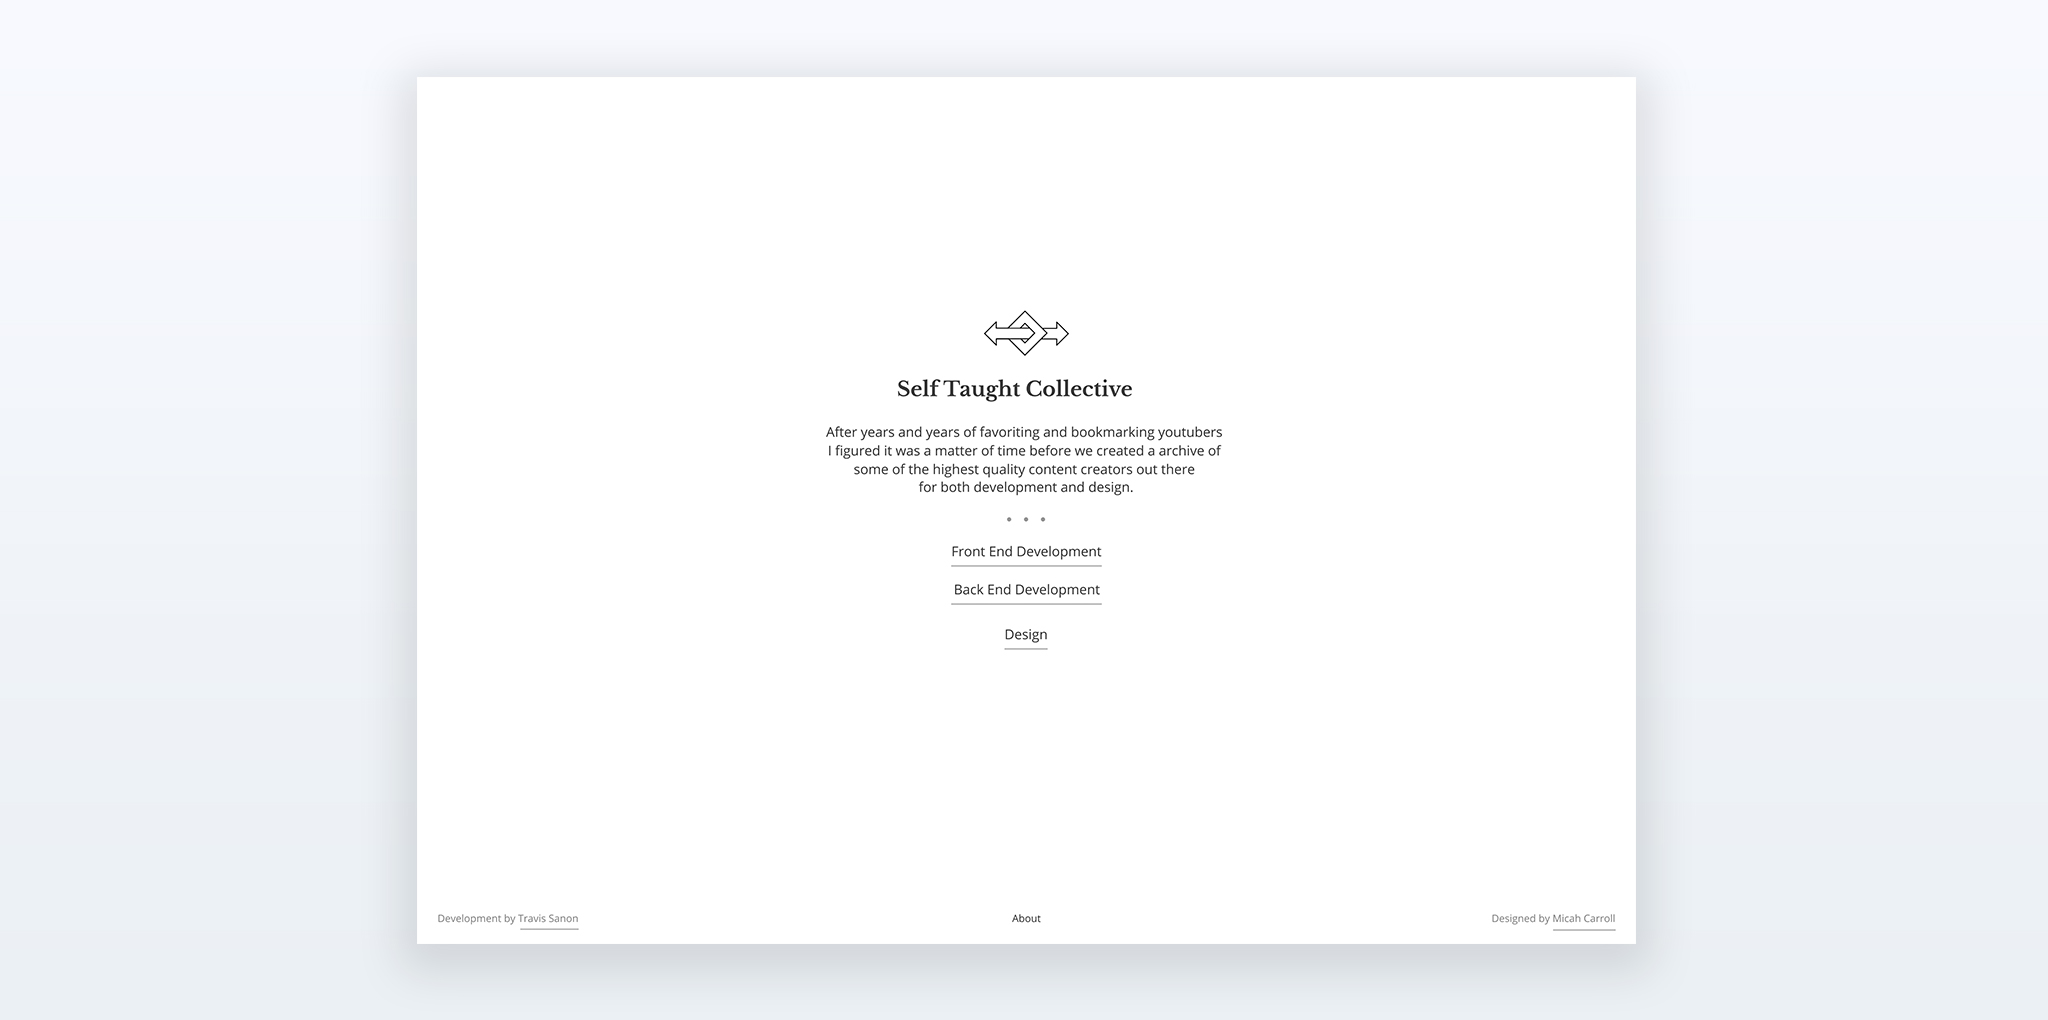 Self Taught Collective
After years and years of favoriting and bookmarking youtubers
I figured it was a matter of time before we created a archive of
some of the highest quality content creators out there
for both development and design.
Front End Development
Back End Development
Design
Development by Travis Sanon
About
Designed by Micah Carroll